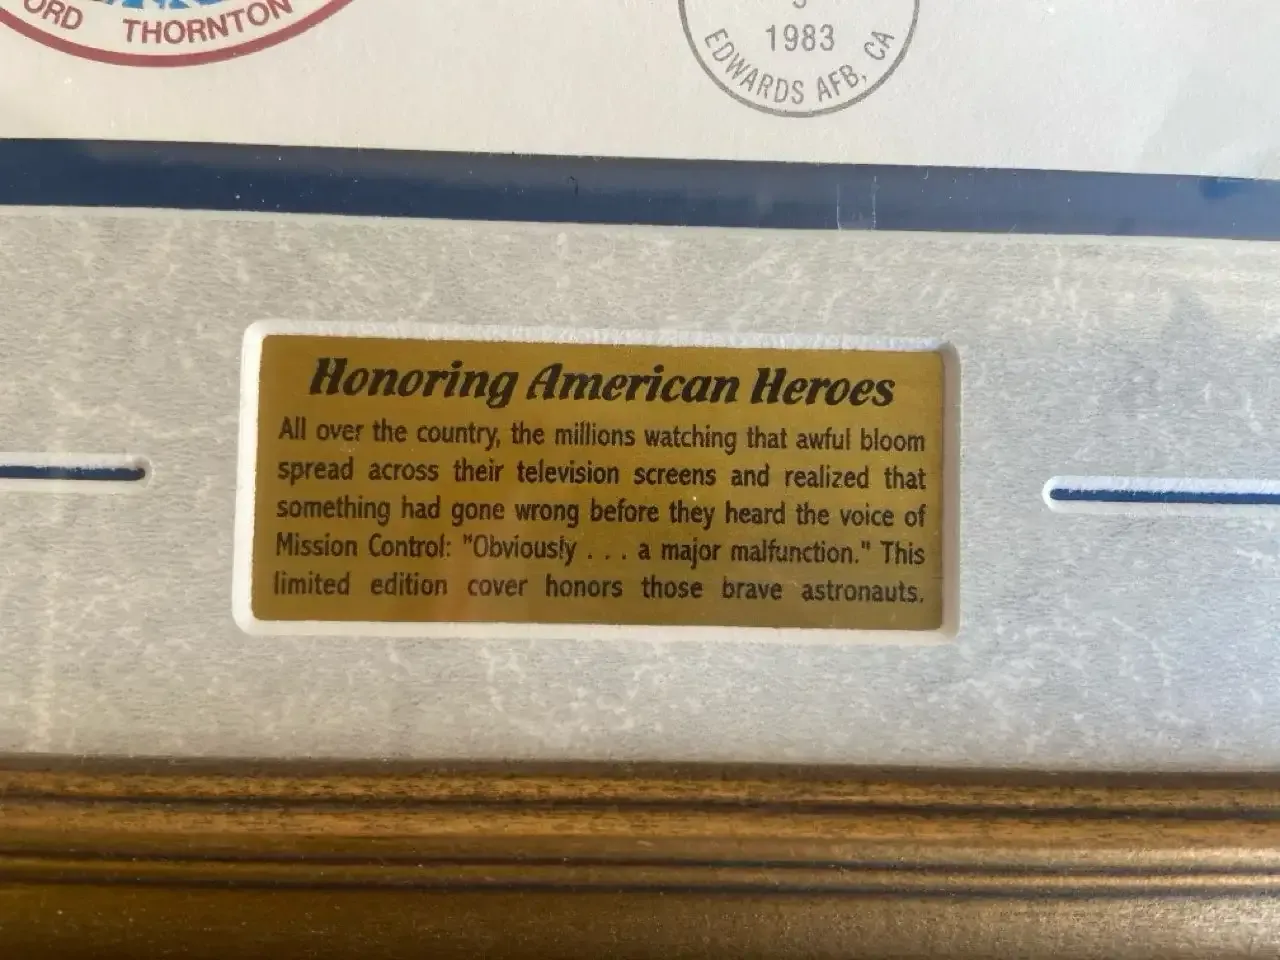 THORNTON
1983
EDWARDS AFB, CA
Honoring American Heroes
All over the country, the millions watching that awful bloom
spread across their television screens and realized that
something had gone wrong before they heard the voice of
Mission Control: "Obviously . . . a major malfunction." This
limited edition cover honors those brave astronauts.